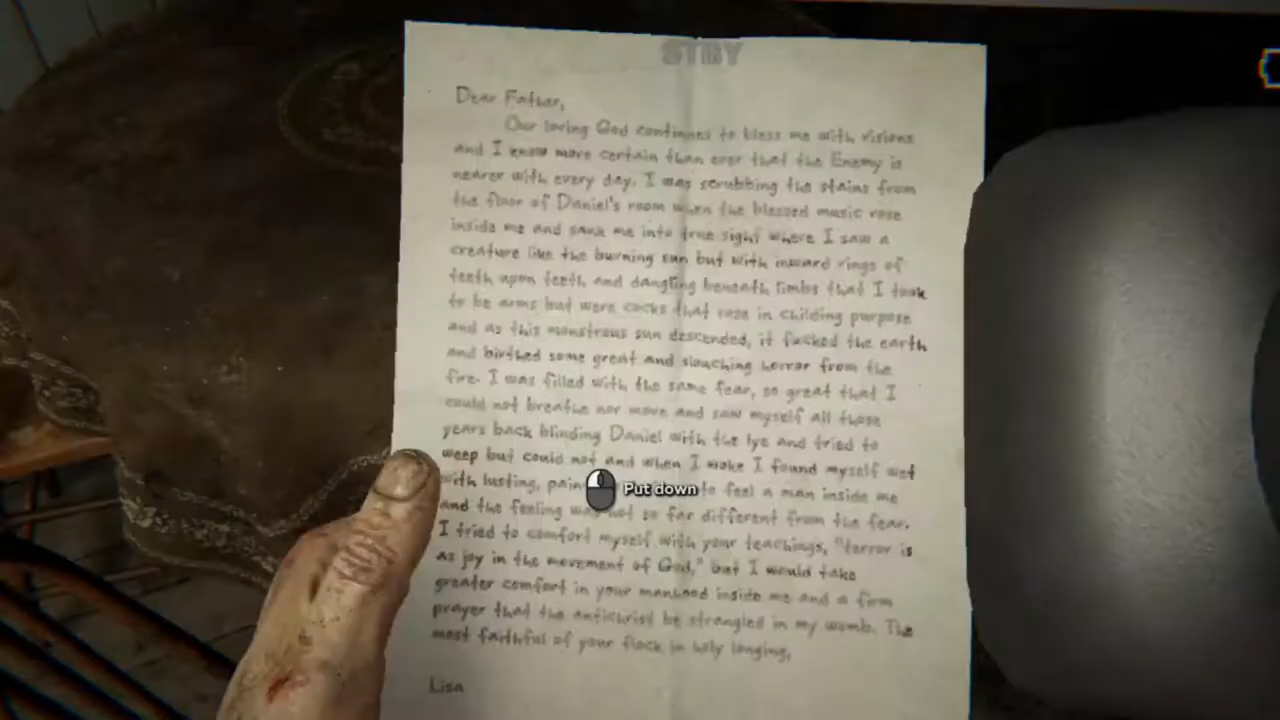 STBY
Dear Father,
Our loving God continues to bless me with visions
and I know more certain than ever that the Enemy is
nearer with every day. I was scrubbing the stains from
the floor of Daniel's room when the blessed music rose
inside me and sank me into true sight where I saw a
creature like the burning sun but with inward rings of
teeth upon teeth and dangling beneath limbs that I took
to be arms but were cocks that rose in childing purpose
and as this monstrous sun descended, it fucked the earth
and birthed some great and slouching horror from the
fire. I was filled with the same fear, so great that I
could not breathe nor move and saw myself all those
years back blinding Daniel with the lye and tried to
weep but could not and when I woke I found myself wet
with lusting, to feel a man inside me
Put down
and the feeling was not so far different from the fear.
I tried to comfort myself with your teachings, "terror is
as joy in the movement of God," but I would take
greater comfort in your manhood inside me and a firm
prayer that the antichrist be strangled in my womb. The
most faithful of your flock in holy longing,
Lisa